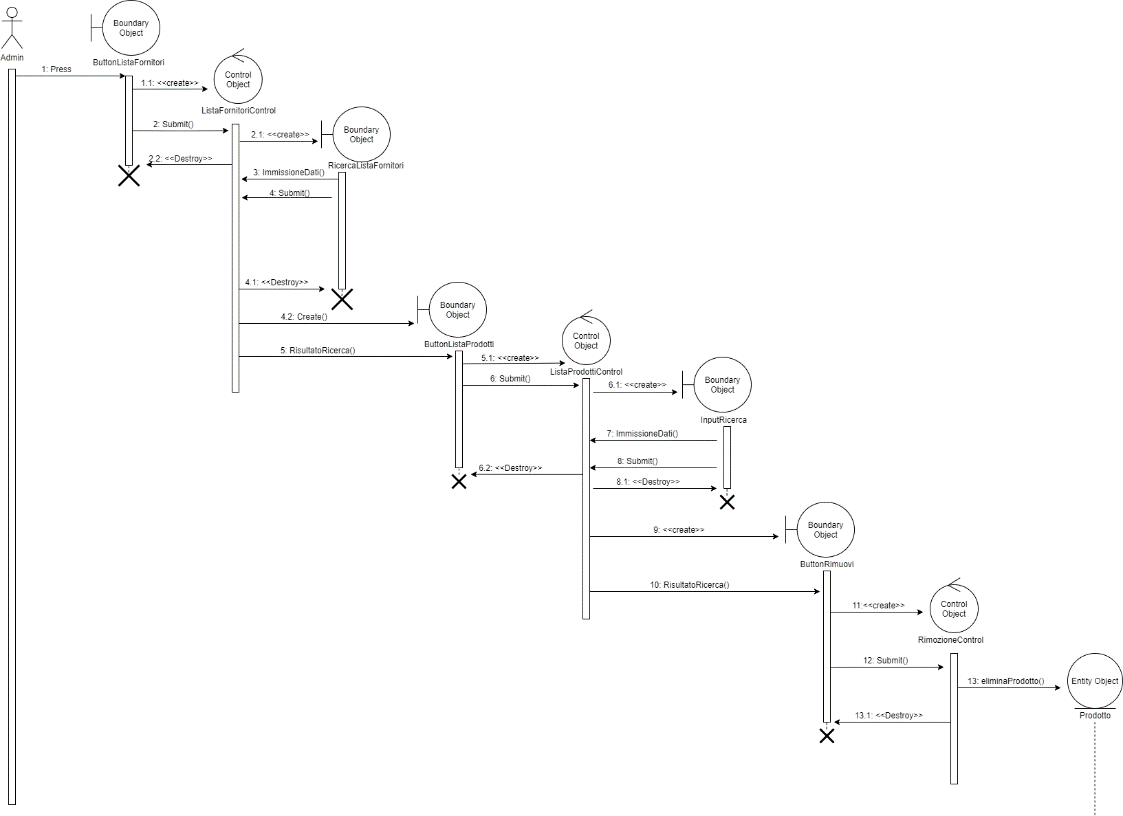 Boundary
Object
Admin
ButtonListaFornitori
1: Press
1.1: <<create>>
Control
Object
ListaFornitoriControl
2: Submit()
2.1: <<create>>
Boundary
Object
2.2: <<Destroy>>
RicercaListaFornitori
3: ImmissioneDati()
4: Submit()
4.1: <<Destroy>>
4.2: Create()
Boundary
Object
ButtonListaProdotti
5: RisultatoRicerca()
5.1: <<create>>
Control
Object
ListaProdottiControl
6: Submit()
6.1: <<create>>
Boundary
Object
InputRicerca
7: ImmissioneDati()
8: Submit()
6.2: <<Destroy>>
8.1: <<Destroy>>
9: <<create>>
Boundary
Object
ButtonRimuovi
10: RisultatoRicerca()
11:<<create>>
Control
Object
RimozioneControl
12: Submit()
13: eliminaProdotto()
Entity Object
Prodotto
13.1: <<Destroy>>